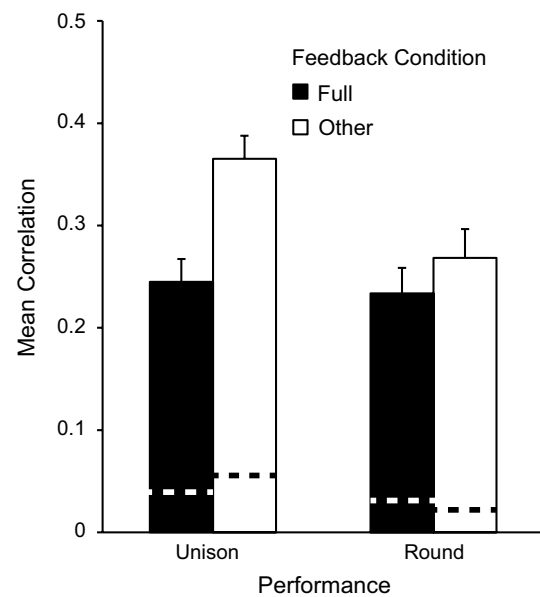 0.5
0.4
0.3
0.2
0.1
0
Mean Correlation
Feedback Condition
Full
Other
Unison
Round
Performance